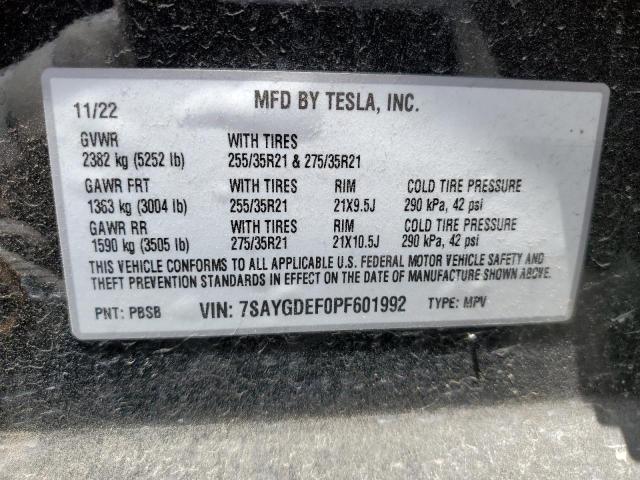 11/22 MFD BY TESLA, INC.
GVWR WITH TIRES
2382 kg (5252 lb) 255/35R21 & 275/35R21
GAWR FRT WITH TIRES RIM COLD TIRE PRESSURE
1363 kg (3004 lb) 255/35R21 21X9.5J 290 kPa, 42 psi
GAWR RR WITH TIRES RIM COLD TIRE PRESSURE
1590 kg (3505 lb) 275/35R21 21X10.5J 290 kPa, 42 psi
THIS VEHICLE CONFORMS TO ALL APPLICABLE U.S. FEDERAL MOTOR VEHICLE SAFETY AND
THEFT PREVENTION STANDARDS IN EFFECT ON THE DATE OF MANUFACTURE SHOWN ABOVE.
PNT: PBSB VIN: 7SAYGDEF0PF601992 TYPE: MPV